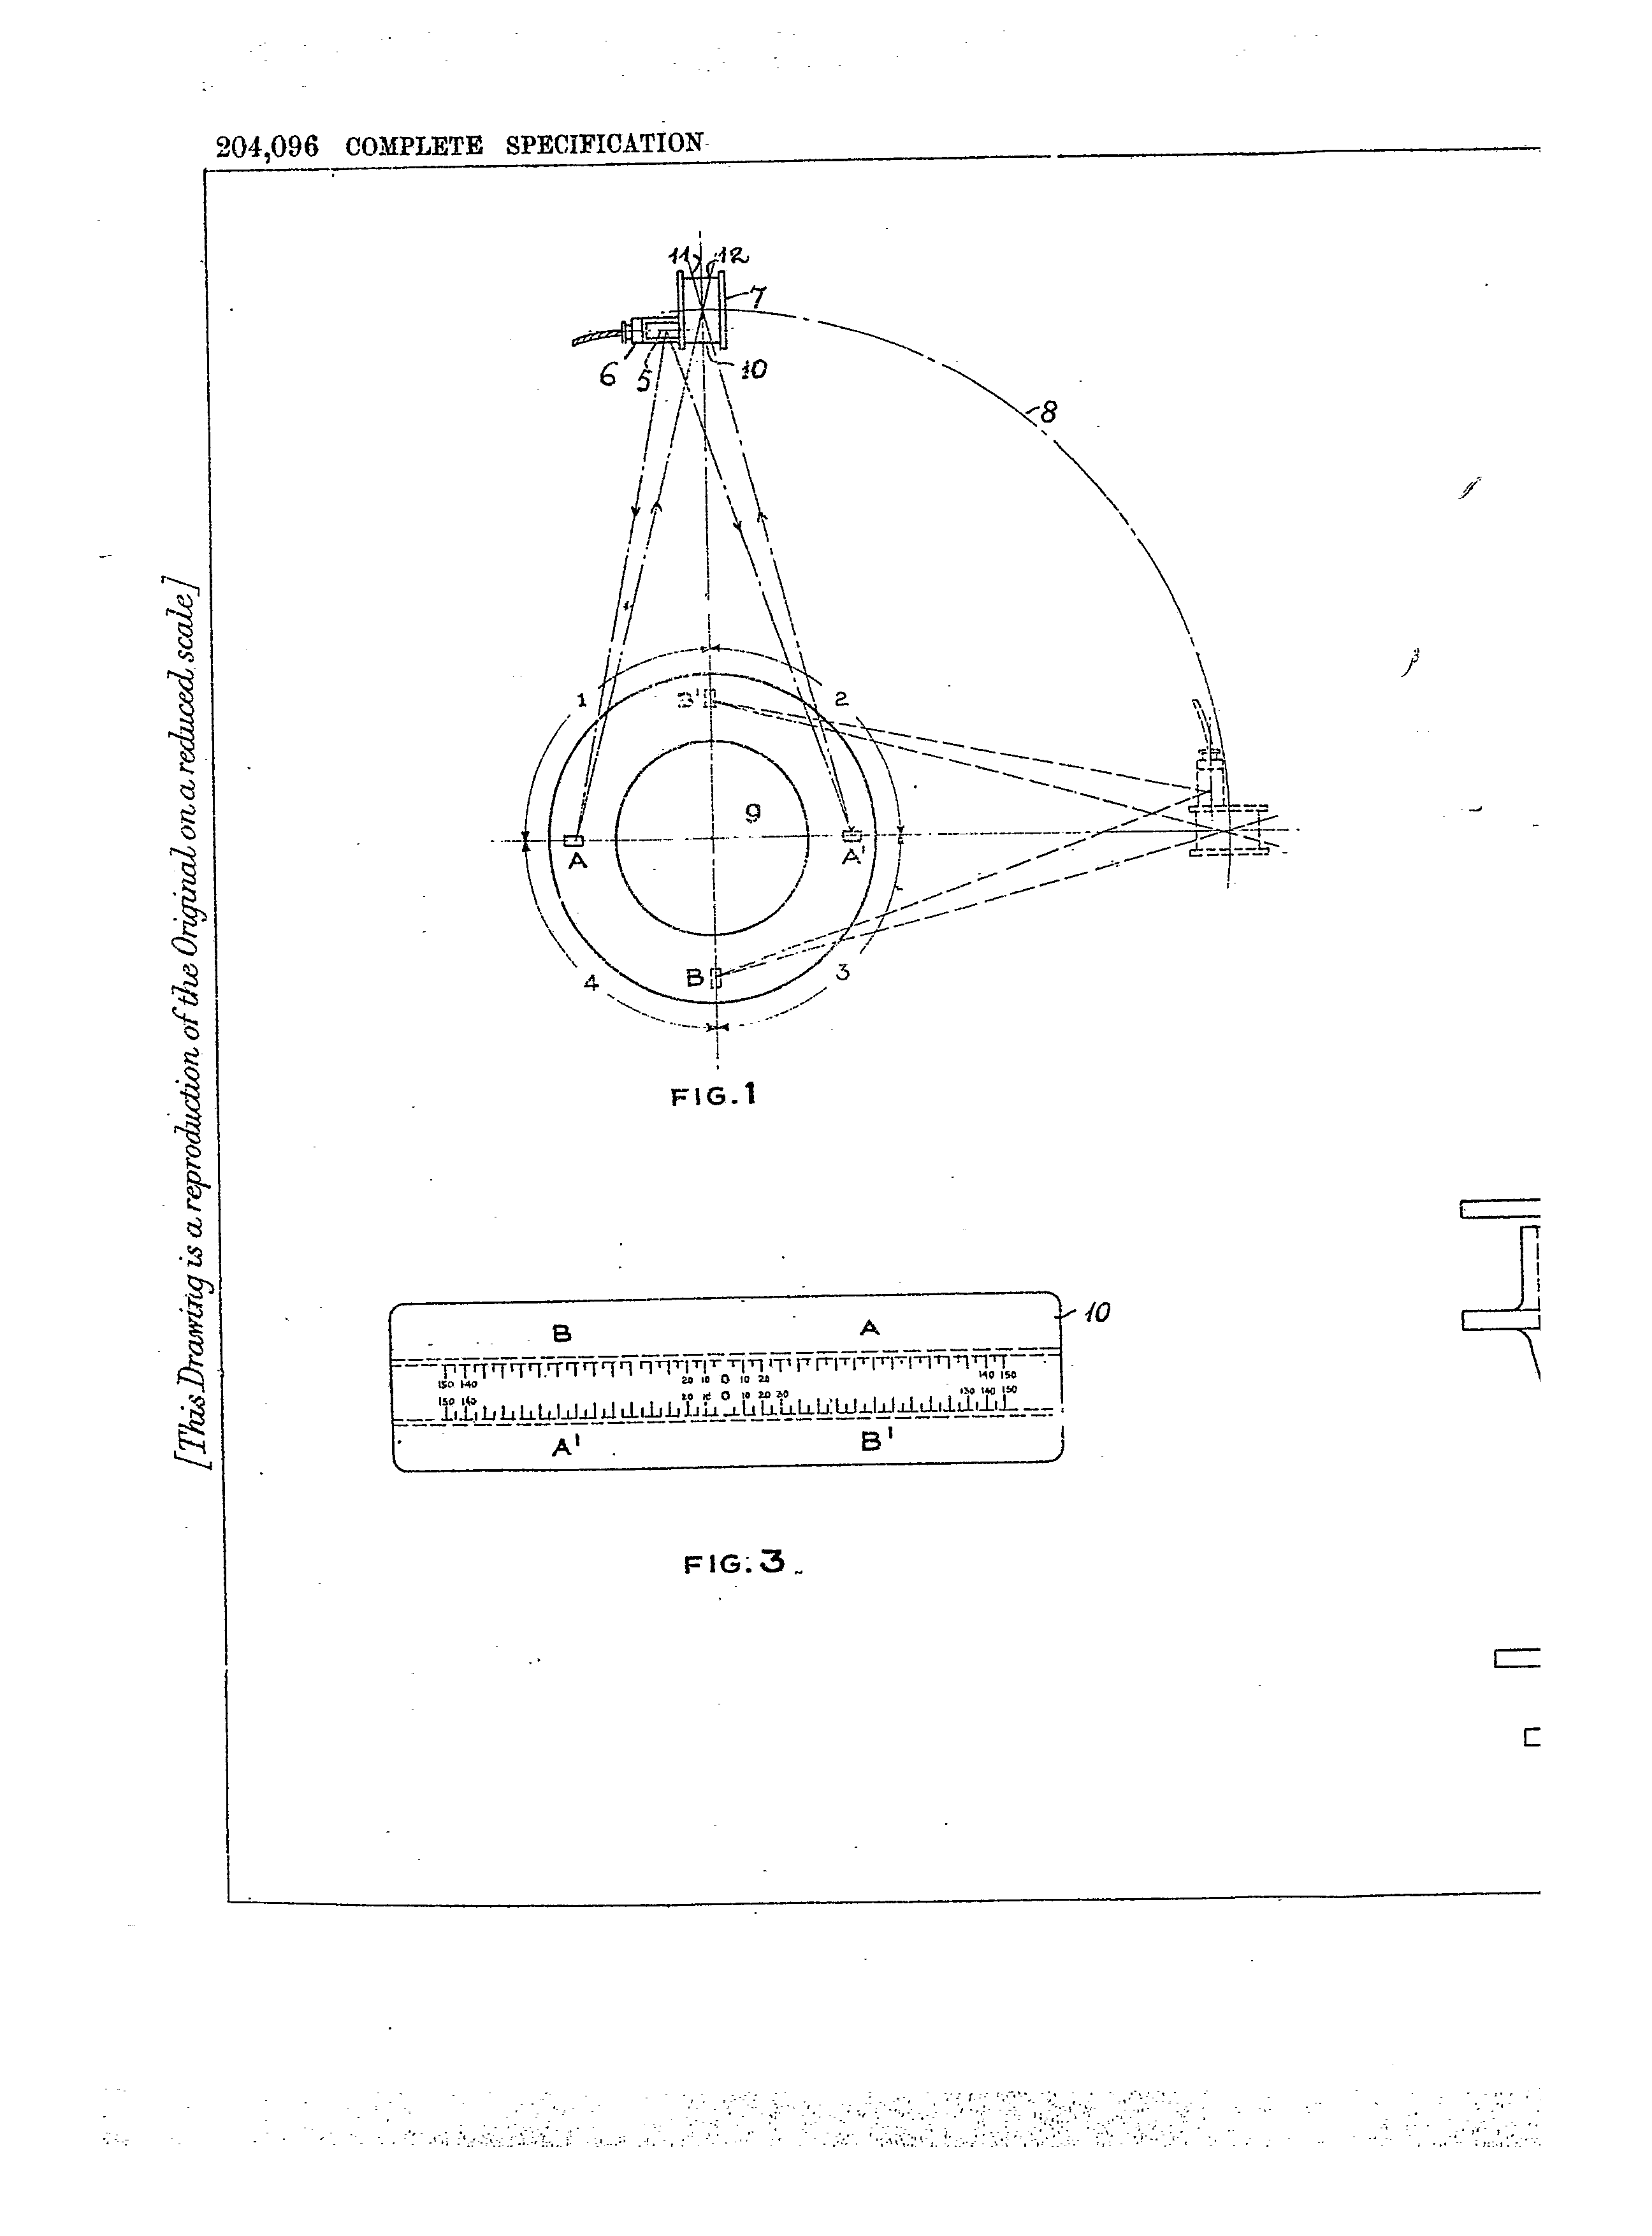 204,096 COMPLETE SPECIFICATION
[This Drawing is a reproduction of the Original on a reduced scale]
11 12
7
6 5 10
8
1 B' 2
9
A A'
B
4 3
FIG.1
10
B A
150 140 20 10 0 10 20 140 150
150 140 20 10 0 10 20 30 130 140 150
A' B'
FIG. 3